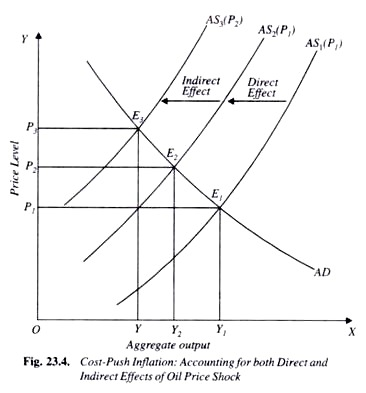 Y
AS₃(P₂)
AS₂(P₁)
AS₁(P₁)
Indirect Effect
Direct Effect
Price Level
P₃
P₂
P₁
E₃
E₂
E₁
AD
O
Y
Y₂
Y₁
X
Aggregate output
Fig. 23.4. Cost-Push Inflation: Accounting for both Direct and
Indirect Effects of Oil Price Shock